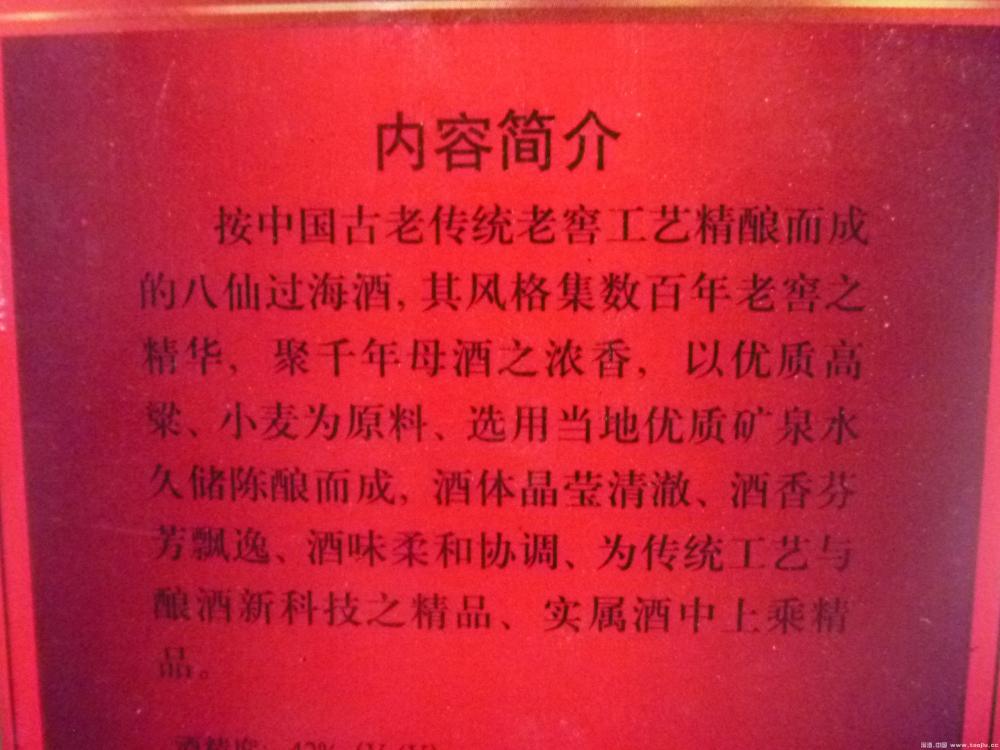 内容简介
按中国古老传统老窖工艺精酿而成
的八仙过海酒,其风格集数百年老窖之
精华,聚千年母酒之浓香,以优质高
梁、小麦为原料、选用当地优质矿泉水
久储陈酿而成,酒体品莹清澈、酒香芬
芳飘逸、酒味柔和协调、为传统工艺与
酿酒新科技之精品、实属酒中上乘精
品。